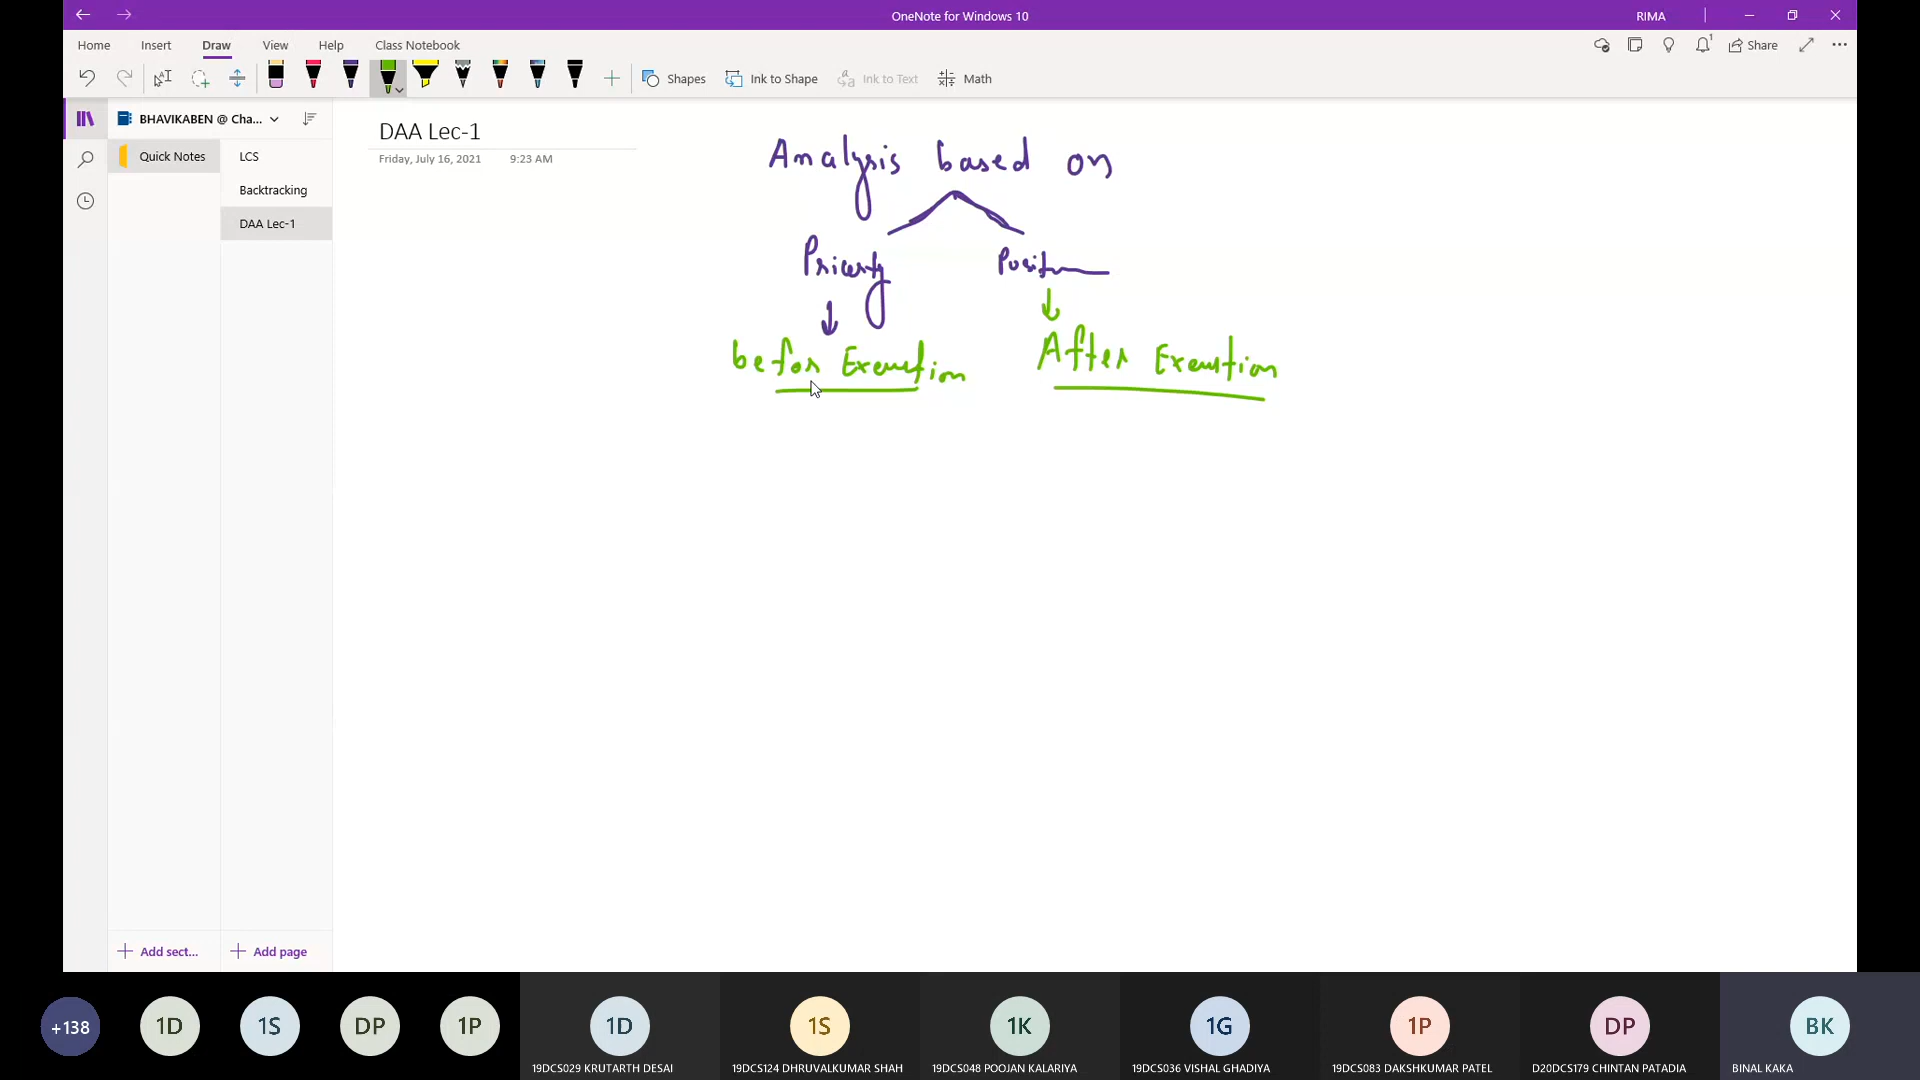 OneNote for Windows 10
RIMA
Home Insert Draw View Help Class Notebook
Share
Shapes Ink to Shape Ink to Text Math
BHAVIKABEN @ Cha...
Quick Notes
LCS
Backtracking
DAA Lec-1
DAA Lec-1
Friday, July 16, 2021 9:23 AM
Analysis based on
befor Execution After Execution
Add sect... Add page
+138 1D 1S DP 1P 1D 1S 1K 1G 1P DP BK
19DCS029 KRUTARTH DESAI 19DCS124 DHRUVALKUMAR SHAH 19DCS048 POOJAN KALARIYA 19DCS036 VISHAL GHADIYA 19DCS083 DAKSHKUMAR PATEL D20DCS179 CHINTAN PATADIA BINAL KAKA